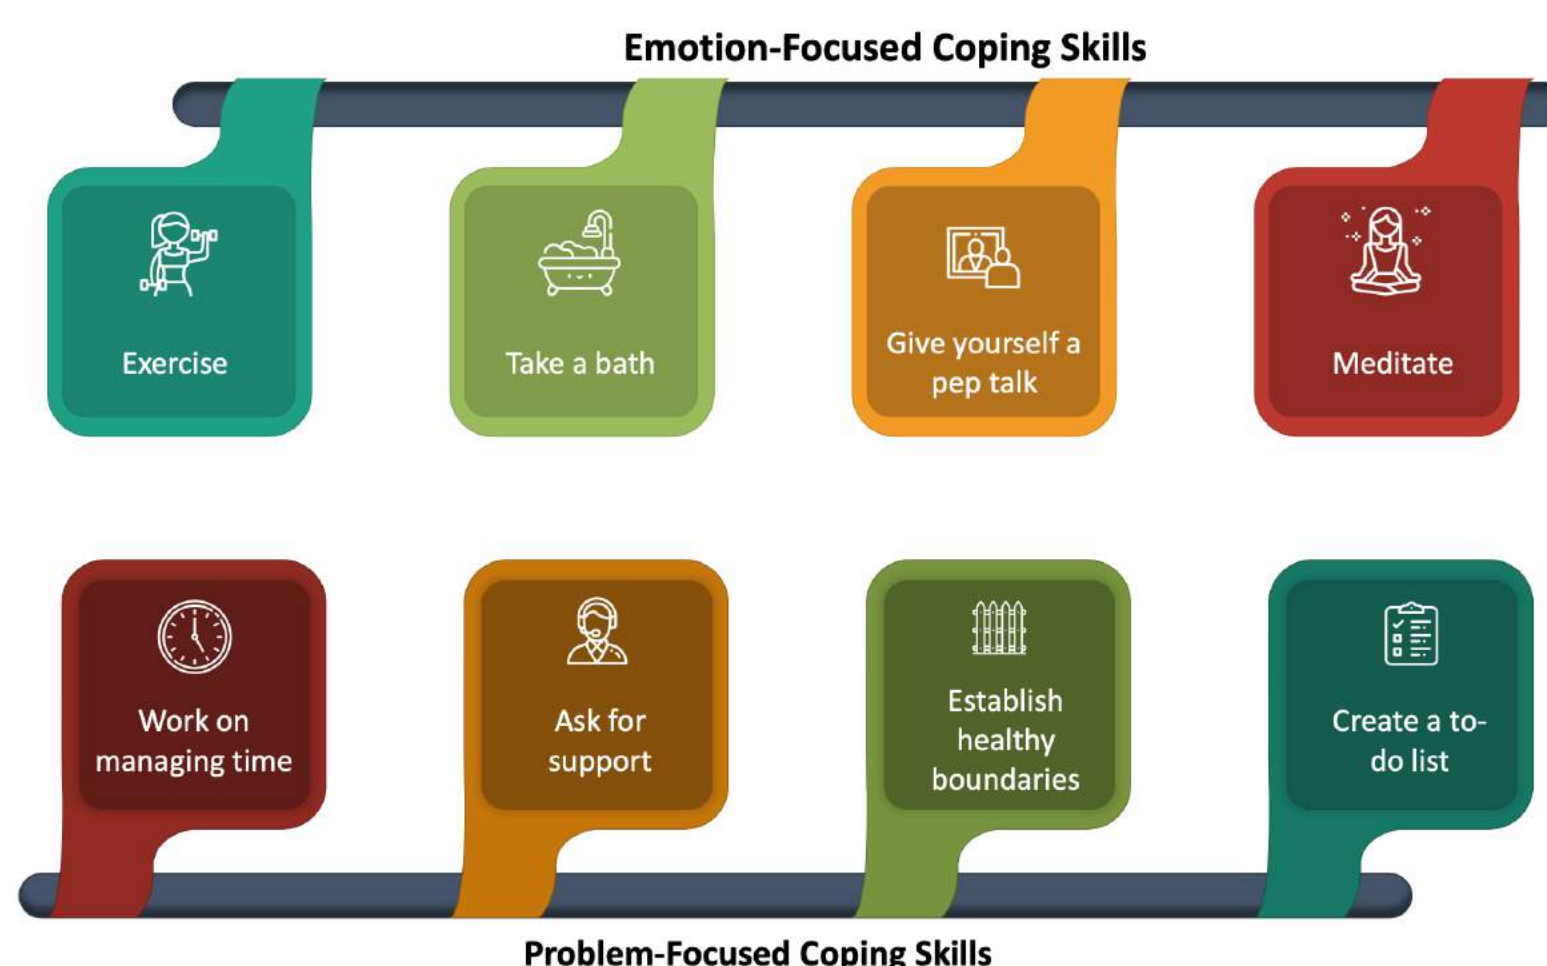 Emotion-Focused Coping Skills
Exercise
Take a bath
Give yourself a
pep talk
Meditate
Work on
managing time
Ask for
support
Establish
healthy
boundaries
Create a to-
do list
Problem-Focused Coping Skills